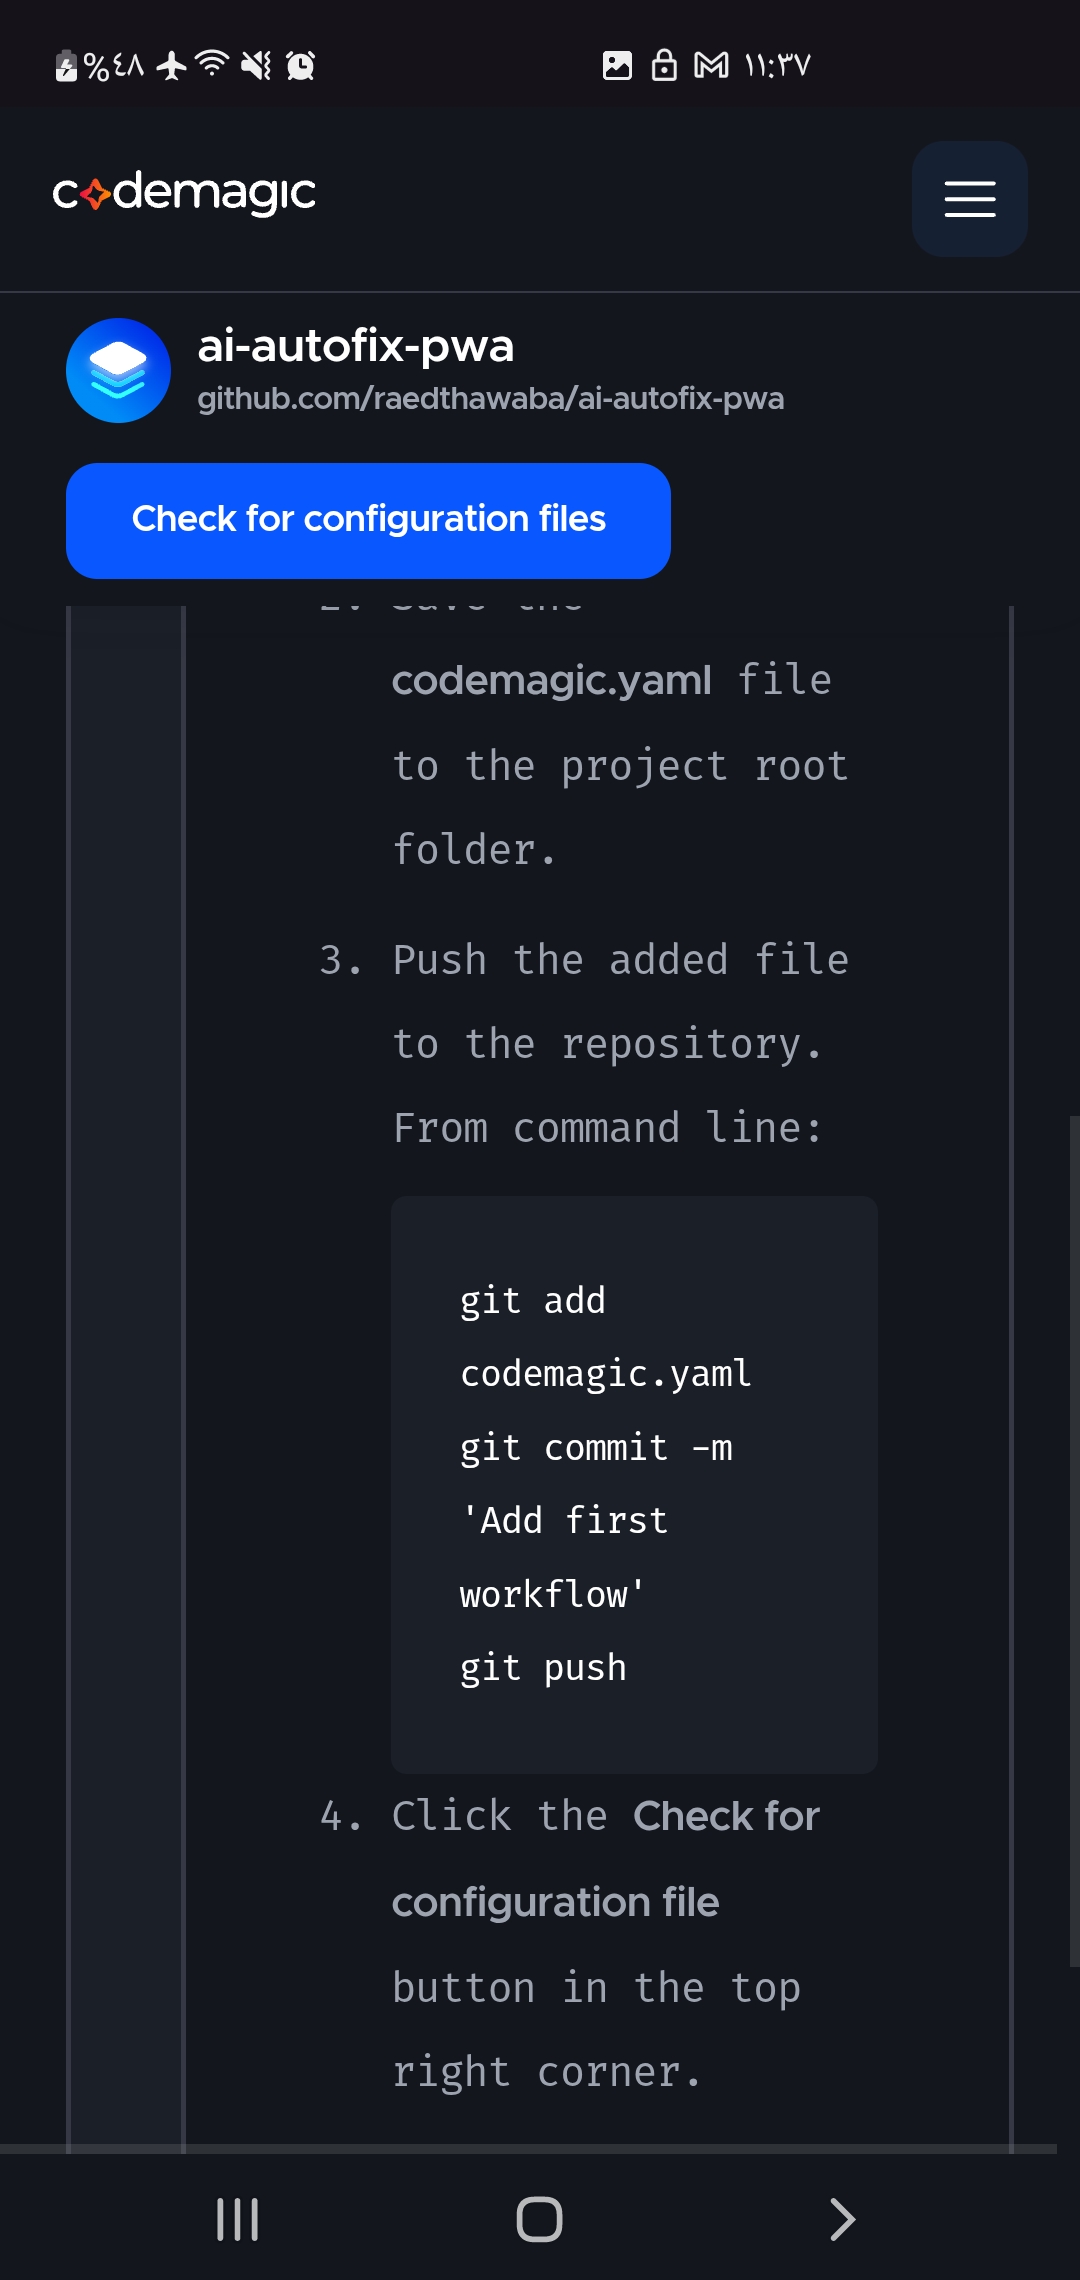 %٤٨
١١:٣٧
codemagic
ai-autofix-pwa
github.com/raedthawaba/ai-autofix-pwa
Check for configuration files
2. Save the
codemagic.yaml file
to the project root
folder.
3. Push the added file
to the repository.
From command line:
git add
codemagic.yaml
git commit -m
'Add first
workflow'
git push
4. Click the Check for
configuration file
button in the top
right corner.